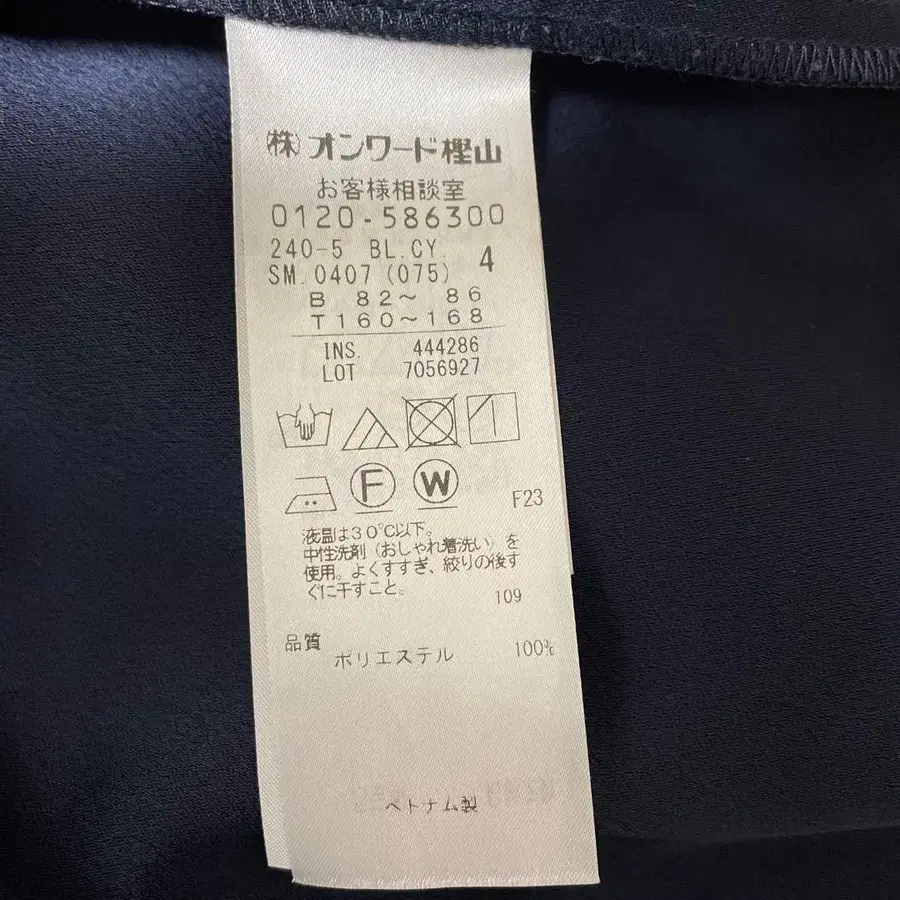 (株)オンワード樫山
お客様相談室
0120-586300
240-5 BL.CY. 4
SM.0407(075)
B 82〜 86
T160〜168
INS. 444286
LOT 7056927
F W F23
液温は30℃以下。
中性洗剤(おしゃれ着洗い)を
使用。よくすすぎ、絞りの後す
ぐに干すこと。
109
品質
ポリエステル 100%
ベトナム製